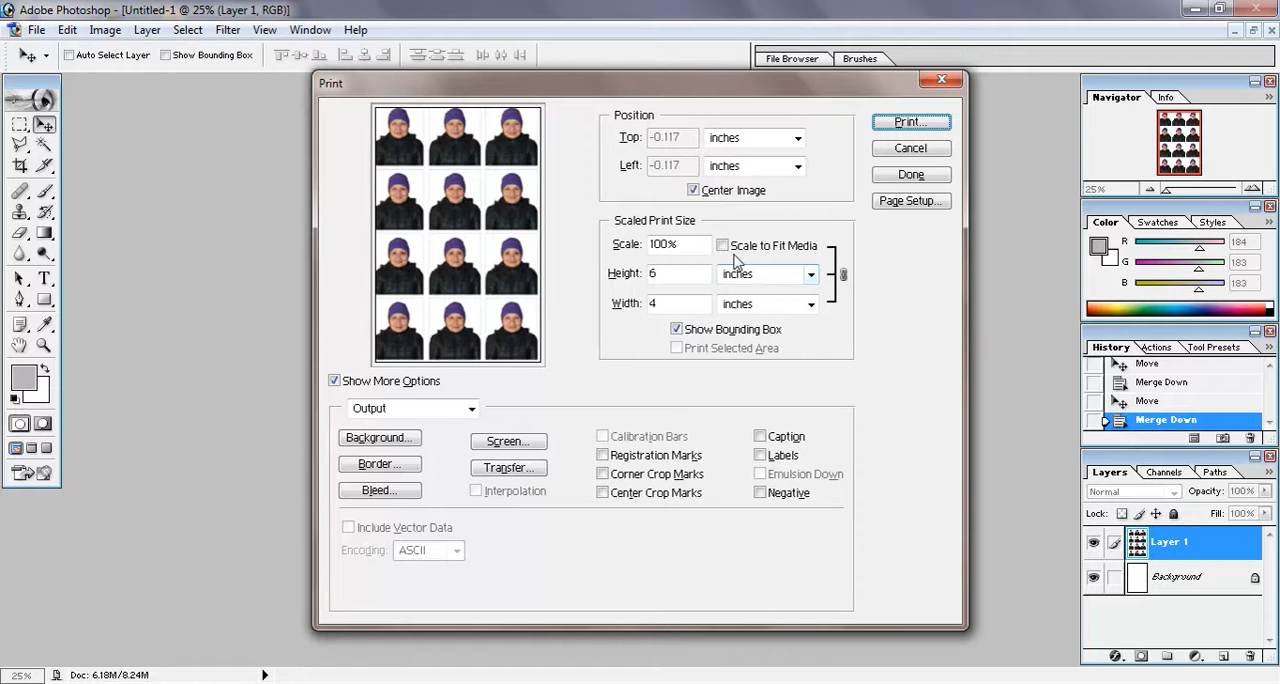 Adobe Photoshop - [Untitled-1 @ 25% (Layer 1, RGB)]
File Edit Image Layer Select Filter View Window Help
Auto Select Layer Show Bounding Box File Browser Brushes
Print
Position
Top: -0.117 inches
Left: -0.117 inches
Center Image
Print...
Cancel
Done
Page Setup...
Scaled Print Size
Scale: 100% Scale to Fit Media
Height: 6 inches
Width: 4 inches
Show Bounding Box
Print Selected Area
Show More Options
Output
Background... Screen... Calibration Bars Caption
Registration Marks Labels
Border... Transfer... Corner Crop Marks Emulsion Down
Bleed... Interpolation Center Crop Marks Negative
Include Vector Data
Encoding: ASCII
Navigator Info
25%
Color Swatches Styles
R 184
G 183
B 183
History Actions Tool Presets
Move
Merge Down
Move
Merge Down
Layers Channels Paths
Normal Opacity: 100%
Lock: Fill: 100%
Layer 1
Background
25% Doc: 6.18M/8.24M